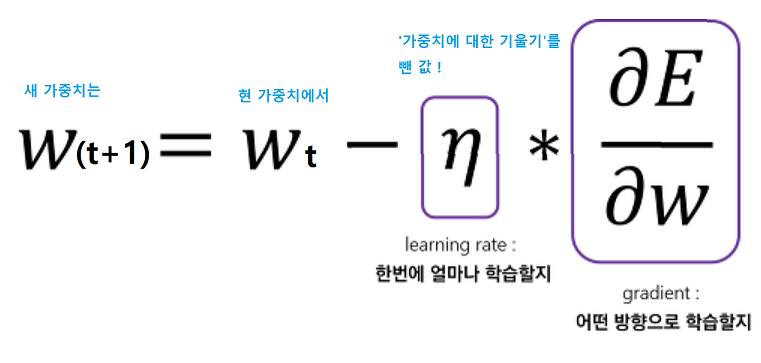 '가중치에 대한 기울기'를
뺀 값 !
새 가중치는
현 가중치에서
w(t+1) = wt − η * ∂E/∂w
learning rate :
한번에 얼마나 학습할지
gradient :
어떤 방향으로 학습할지